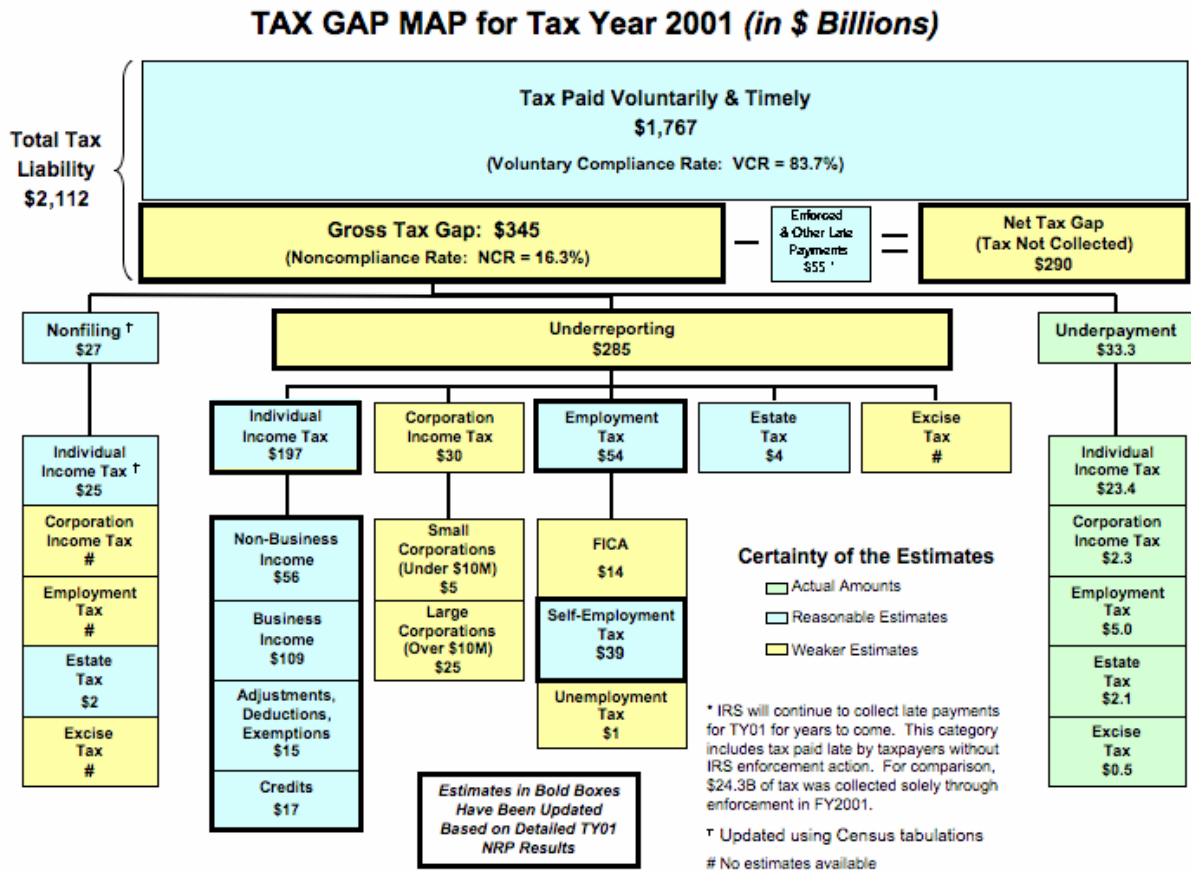 TAX GAP MAP for Tax Year 2001 (in $ Billions)
Total Tax
Liability
$2,112
Tax Paid Voluntarily & Timely
$1,767
(Voluntary Compliance Rate: VCR = 83.7%)
Gross Tax Gap: $345
(Noncompliance Rate: NCR = 16.3%)
−
Enforced
& Other Late
Payments
$55 *
=
Net Tax Gap
(Tax Not Collected)
$290
Nonfiling †
$27
Underreporting
$285
Underpayment
$33.3
Individual
Income Tax †
$25
Corporation
Income Tax
#
Employment
Tax
#
Estate
Tax
$2
Excise
Tax
#
Individual
Income Tax
$197
Non-Business
Income
$56
Business
Income
$109
Adjustments,
Deductions,
Exemptions
$15
Credits
$17
Corporation
Income Tax
$30
Small
Corporations
(Under $10M)
$5
Large
Corporations
(Over $10M)
$25
Employment
Tax
$54
FICA
$14
Self-Employment
Tax
$39
Unemployment
Tax
$1
Estate
Tax
$4
Excise
Tax
#
Individual
Income Tax
$23.4
Corporation
Income Tax
$2.3
Employment
Tax
$5.0
Estate
Tax
$2.1
Excise
Tax
$0.5
Certainty of the Estimates
Actual Amounts
Reasonable Estimates
Weaker Estimates
Estimates in Bold Boxes
Have Been Updated
Based on Detailed TY01
NRP Results
* IRS will continue to collect late payments
for TY01 for years to come. This category
includes tax paid late by taxpayers without
IRS enforcement action. For comparison,
$24.3B of tax was collected solely through
enforcement in FY2001.
† Updated using Census tabulations
# No estimates available